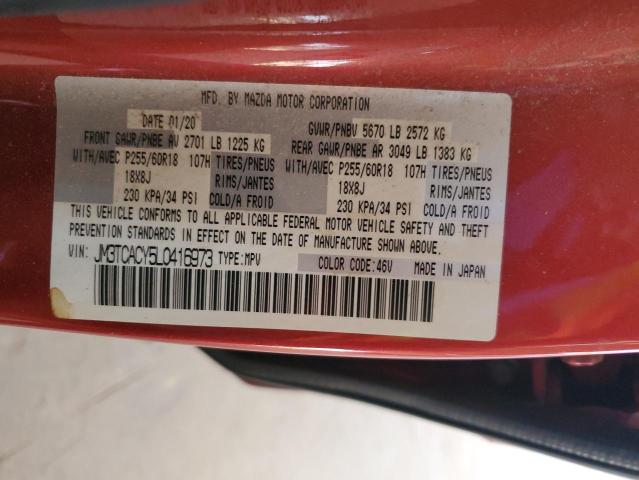 MFD. BY MAZDA MOTOR CORPORATION
DATE 01/20 GVWR/PNBV 5670 LB 2572 KG
FRONT GAWR/PNBE AV 2701 LB 1225 KG REAR GAWR/PNBE AR 3049 LB 1383 KG
WITH/AVEC P255/60R18 107H TIRES/PNEUS WITH/AVEC P255/60R18 107H TIRES/PNEUS
18X8J RIMS/JANTES 18X8J RIMS/JANTES
230 KPA/34 PSI COLD/A FROID 230 KPA/34 PSI COLD/A FROID
THIS VEHICLE CONFORMS TO ALL APPLICABLE FEDERAL MOTOR VEHICLE SAFETY AND THEFT
PREVENTION STANDARDS IN EFFECT ON THE DATE OF MANUFACTURE SHOWN ABOVE.
VIN: JM3TCACY5L0416973 TYPE:MPV COLOR CODE:46V MADE IN JAPAN